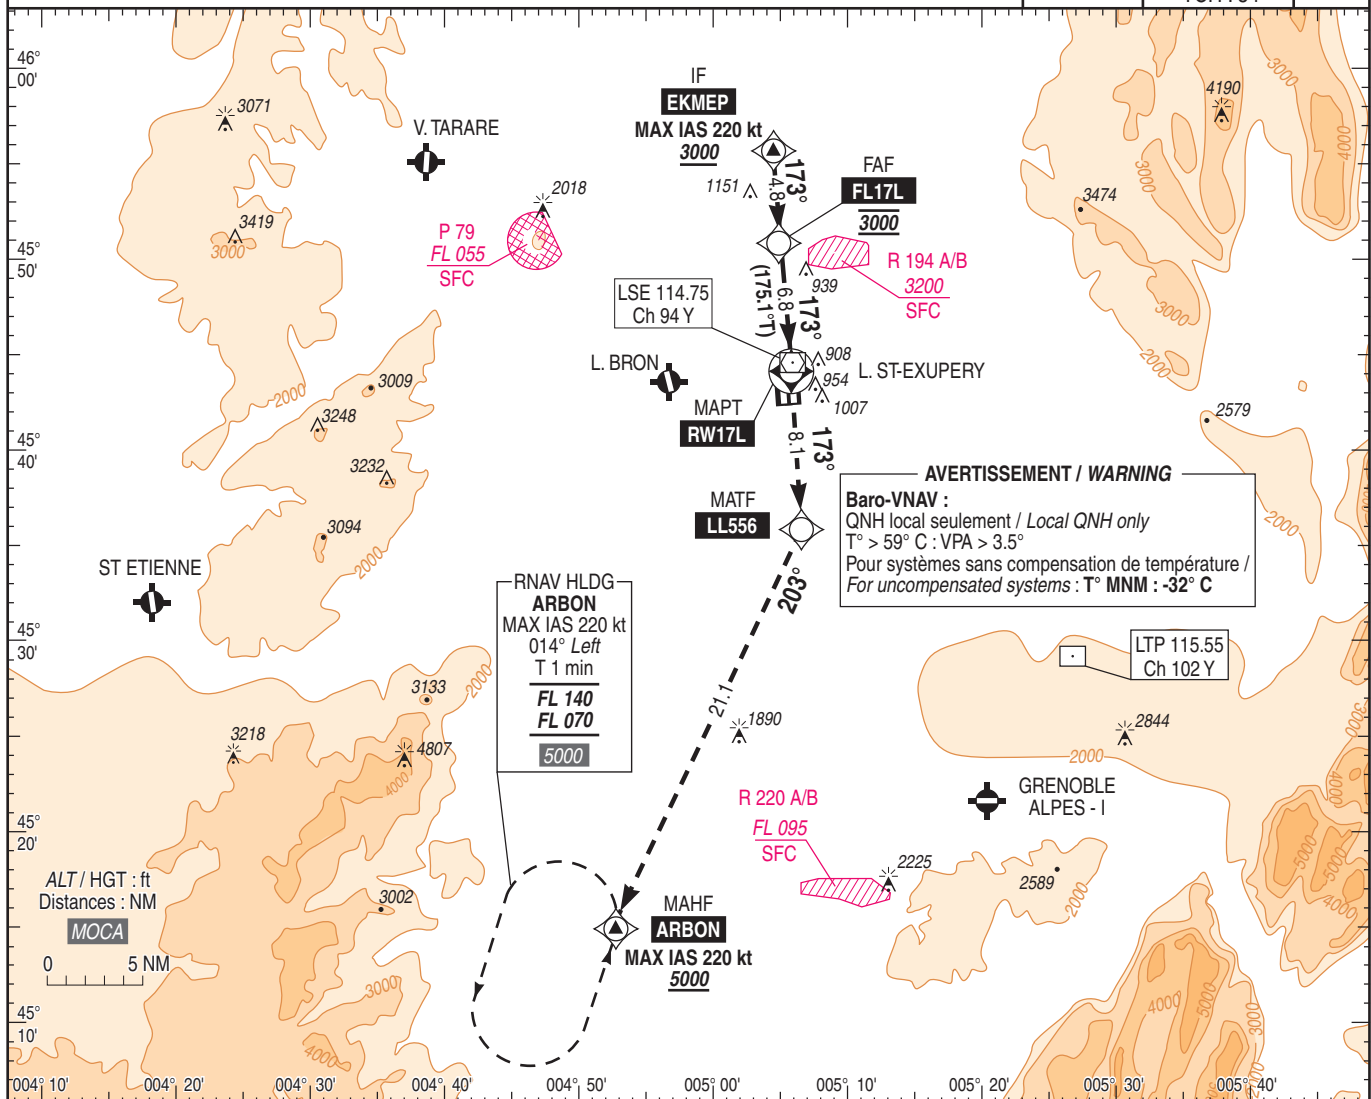 46°
00'
45°
50'
45°
40'
45°
30'
45°
20'
45°
10'
004° 10'
004° 20'
004° 30'
004° 40'
004° 50'
005° 00'
005° 10'
005° 20'
005° 30'
005° 40'
IF
EKMEP
MAX IAS 220 kt
3000
173°
4.8
1151
FAF
FL17L
3000
V. TARARE
3071
3419
3000
2018
P 79
FL 055
SFC
R 194 A/B
3200
SFC
939
(175.1°T)
6.8
173°
LSE 114.75
Ch 94 Y
L. BRON
908
L. ST-EXUPERY
954
1007
MAPT
RW17L
8.1
173°
MATF
LL556
203°
21.1
4190
3000
4000
3000
3474
3000
2000
2579
2000
3009
2000
3248
3232
3094
2000
ST ETIENNE
AVERTISSEMENT / WARNING
Baro-VNAV :
QNH local seulement / Local QNH only
T° > 59° C : VPA > 3.5°
Pour systèmes sans compensation de température /
For uncompensated systems : T° MNM : -32° C
RNAV HLDG
ARBON
MAX IAS 220 kt
014° Left
T 1 min
FL 140
FL 070
5000
LTP 115.55
Ch 102 Y
2844
2000
3000
4000
5000
5000
4000
3133
2000
3218
4807
4000
1890
GRENOBLE
ALPES - I
R 220 A/B
FL 095
SFC
2225
2589
2000
ALT / HGT : ft
Distances : NM
MOCA
0 5 NM
3002
3000
4000
MAHF
ARBON
MAX IAS 220 kt
5000
4000
5000
3000